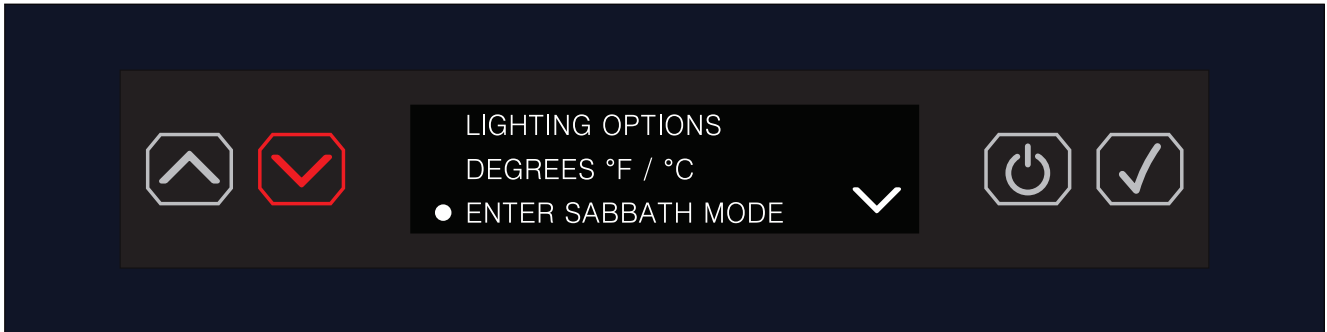 LIGHTING OPTIONS
DEGREES °F / °C
ENTER SABBATH MODE